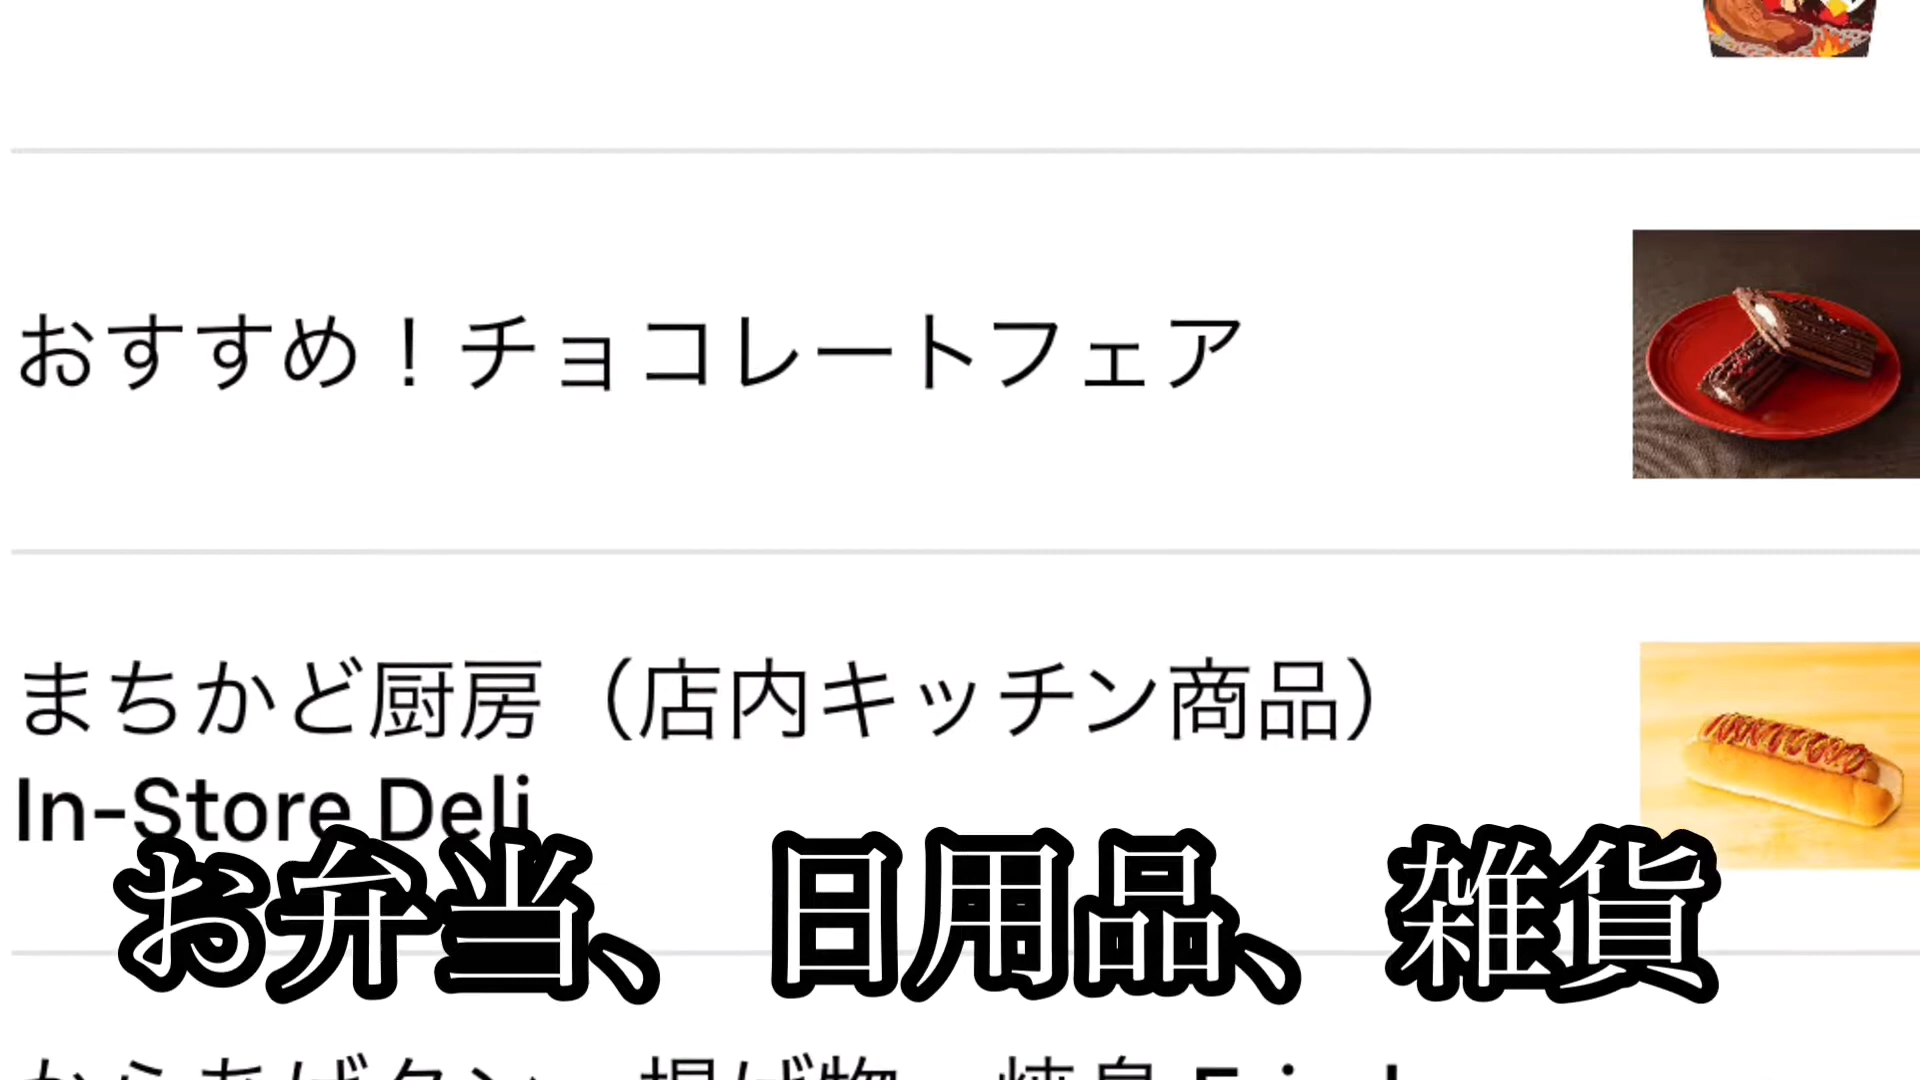 おすすめ！チョコレートフェア
まちかど厨房（店内キッチン商品）
In-Store Deli
お弁当、日用品、雑貨